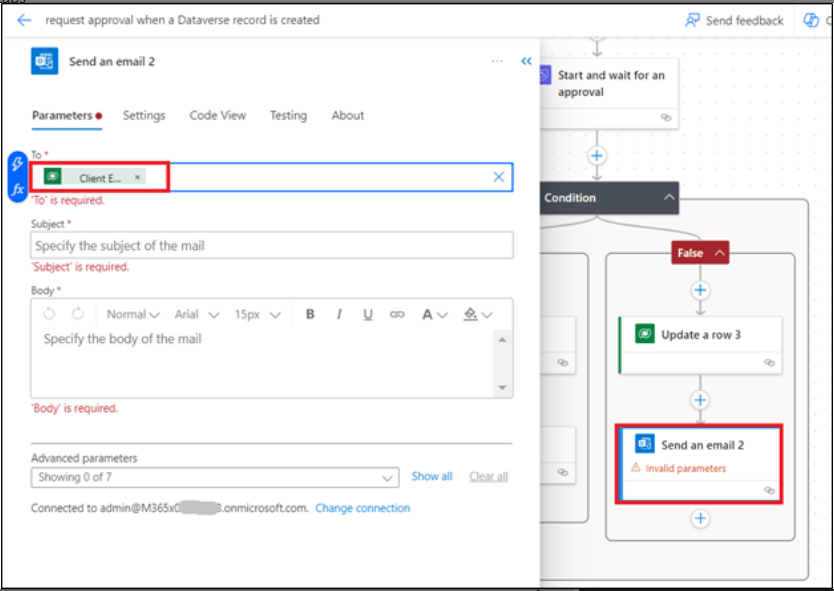 request approval when a Dataverse record is created
Send feedback
Send an email 2
Parameters
Settings
Code View
Testing
About
To *
fx
Client E... ×
'To' is required.
Subject *
Specify the subject of the mail
'Subject' is required.
Body *
Normal
Arial
15px
B
I
U
A
Specify the body of the mail
'Body' is required.
Advanced parameters
Showing 0 of 7
Show all
Clear all
Connected to admin@M365x0 3.onmicrosoft.com. Change connection
Start and wait for an
approval
Condition
False
Update a row 3
Send an email 2
Invalid parameters